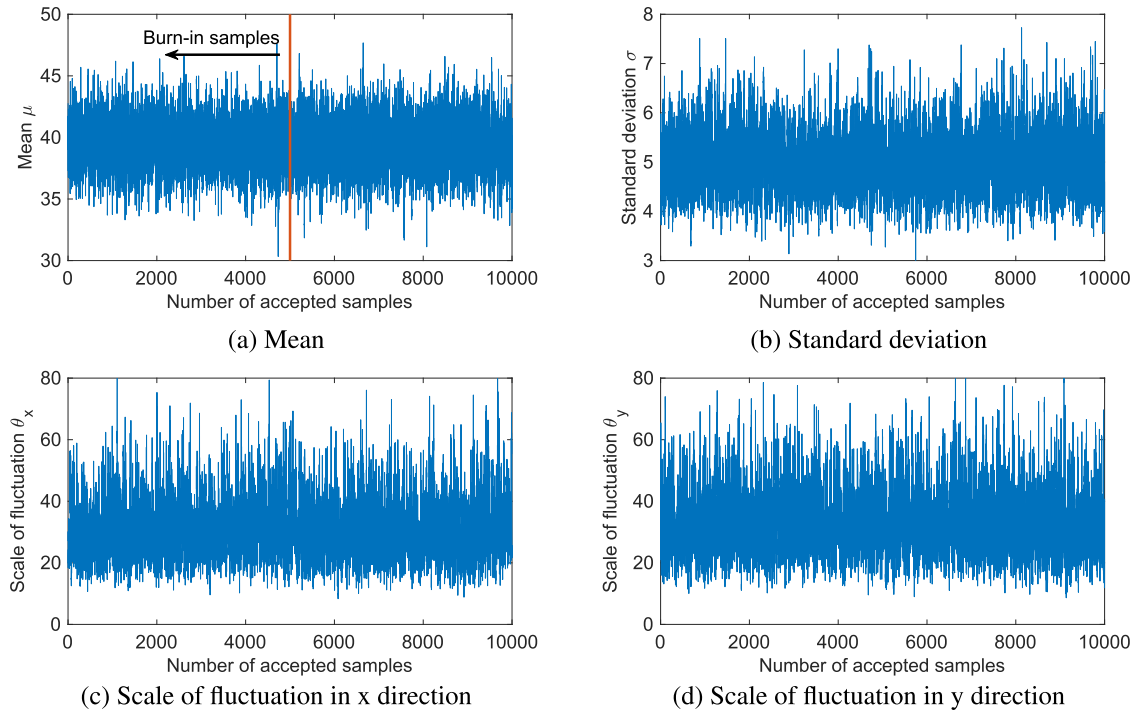 50
45
40
35
30
Mean μ
Burn-in samples
0 2000 4000 6000 8000 10000
Number of accepted samples
(a) Mean
8
7
6
5
4
3
Standard deviation σ
0 2000 4000 6000 8000 10000
Number of accepted samples
(b) Standard deviation
80
60
40
20
0
Scale of fluctuation θx
0 2000 4000 6000 8000 10000
Number of accepted samples
(c) Scale of fluctuation in x direction
80
60
40
20
0
Scale of fluctuation θy
0 2000 4000 6000 8000 10000
Number of accepted samples
(d) Scale of fluctuation in y direction